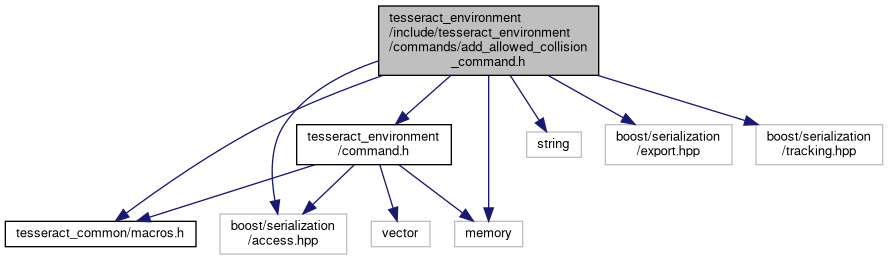 tesseract_environment
/include/tesseract_environment
/commands/add_allowed_collision
_command.h
tesseract_environment
/command.h
string
boost/serialization
/export.hpp
boost/serialization
/tracking.hpp
tesseract_common/macros.h
boost/serialization
/access.hpp
vector
memory